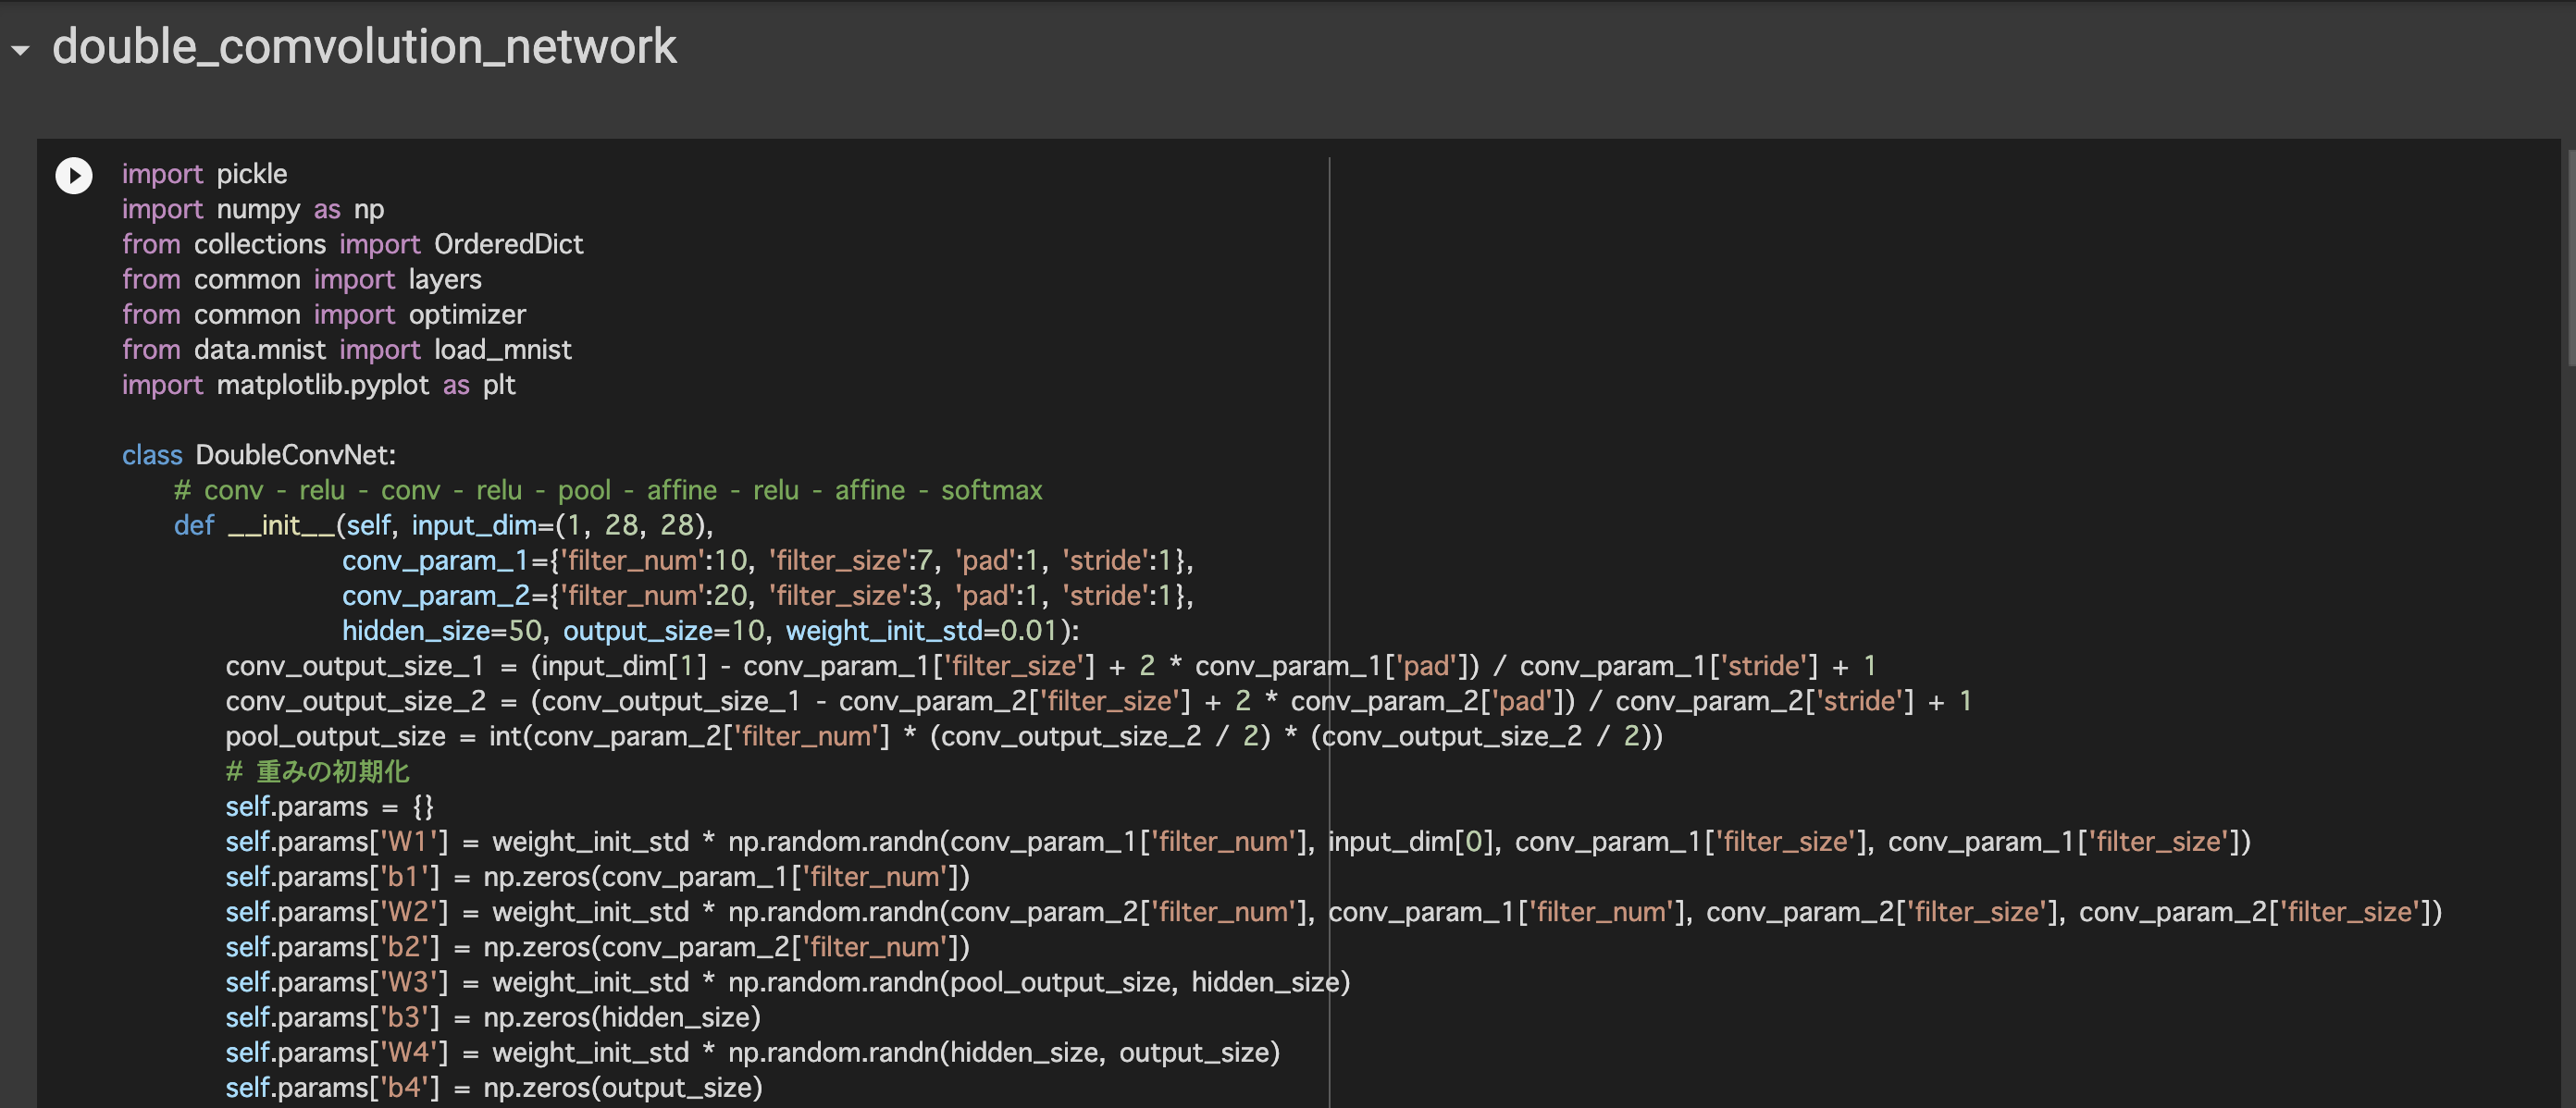 double_comvolution_network
import pickle
import numpy as np
from collections import OrderedDict
from common import layers
from common import optimizer
from data.mnist import load_mnist
import matplotlib.pyplot as plt
class DoubleConvNet:
# conv - relu - conv - relu - pool - affine - relu - affine - softmax
def __init__(self, input_dim=(1, 28, 28),
conv_param_1={'filter_num':10, 'filter_size':7, 'pad':1, 'stride':1},
conv_param_2={'filter_num':20, 'filter_size':3, 'pad':1, 'stride':1},
hidden_size=50, output_size=10, weight_init_std=0.01):
conv_output_size_1 = (input_dim[1] - conv_param_1['filter_size'] + 2 * conv_param_1['pad']) / conv_param_1['stride'] + 1
conv_output_size_2 = (conv_output_size_1 - conv_param_2['filter_size'] + 2 * conv_param_2['pad']) / conv_param_2['stride'] + 1
pool_output_size = int(conv_param_2['filter_num'] * (conv_output_size_2 / 2) * (conv_output_size_2 / 2))
# 重みの初期化
self.params = {}
self.params['W1'] = weight_init_std * np.random.randn(conv_param_1['filter_num'], input_dim[0], conv_param_1['filter_size'], conv_param_1['filter_size'])
self.params['b1'] = np.zeros(conv_param_1['filter_num'])
self.params['W2'] = weight_init_std * np.random.randn(conv_param_2['filter_num'], conv_param_1['filter_num'], conv_param_2['filter_size'], conv_param_2['filter_size'])
self.params['b2'] = np.zeros(conv_param_2['filter_num'])
self.params['W3'] = weight_init_std * np.random.randn(pool_output_size, hidden_size)
self.params['b3'] = np.zeros(hidden_size)
self.params['W4'] = weight_init_std * np.random.randn(hidden_size, output_size)
self.params['b4'] = np.zeros(output_size)